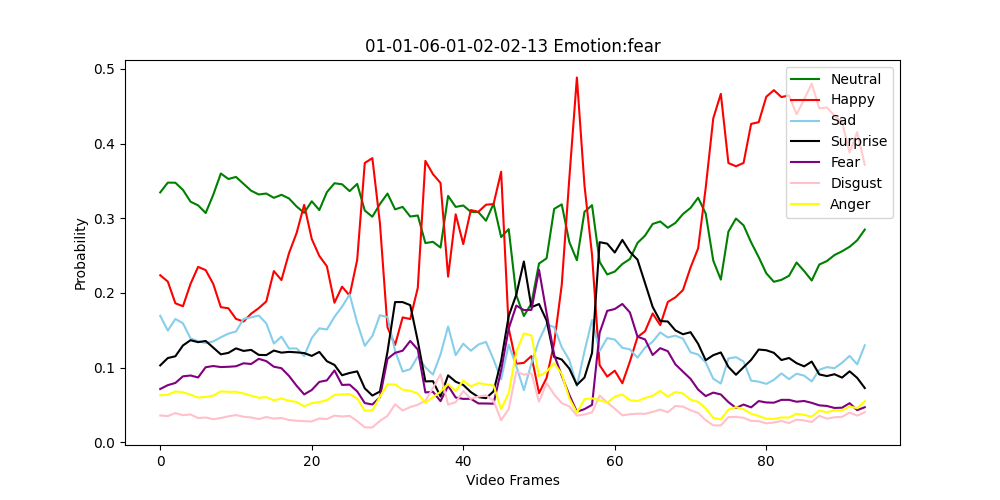 01-01-06-01-02-02-13 Emotion:fear
0.5
0.4
0.3
0.2
0.1
0.0
Probability
0 20 40 60 80
Video Frames
Neutral
Happy
Sad
Surprise
Fear
Disgust
Anger